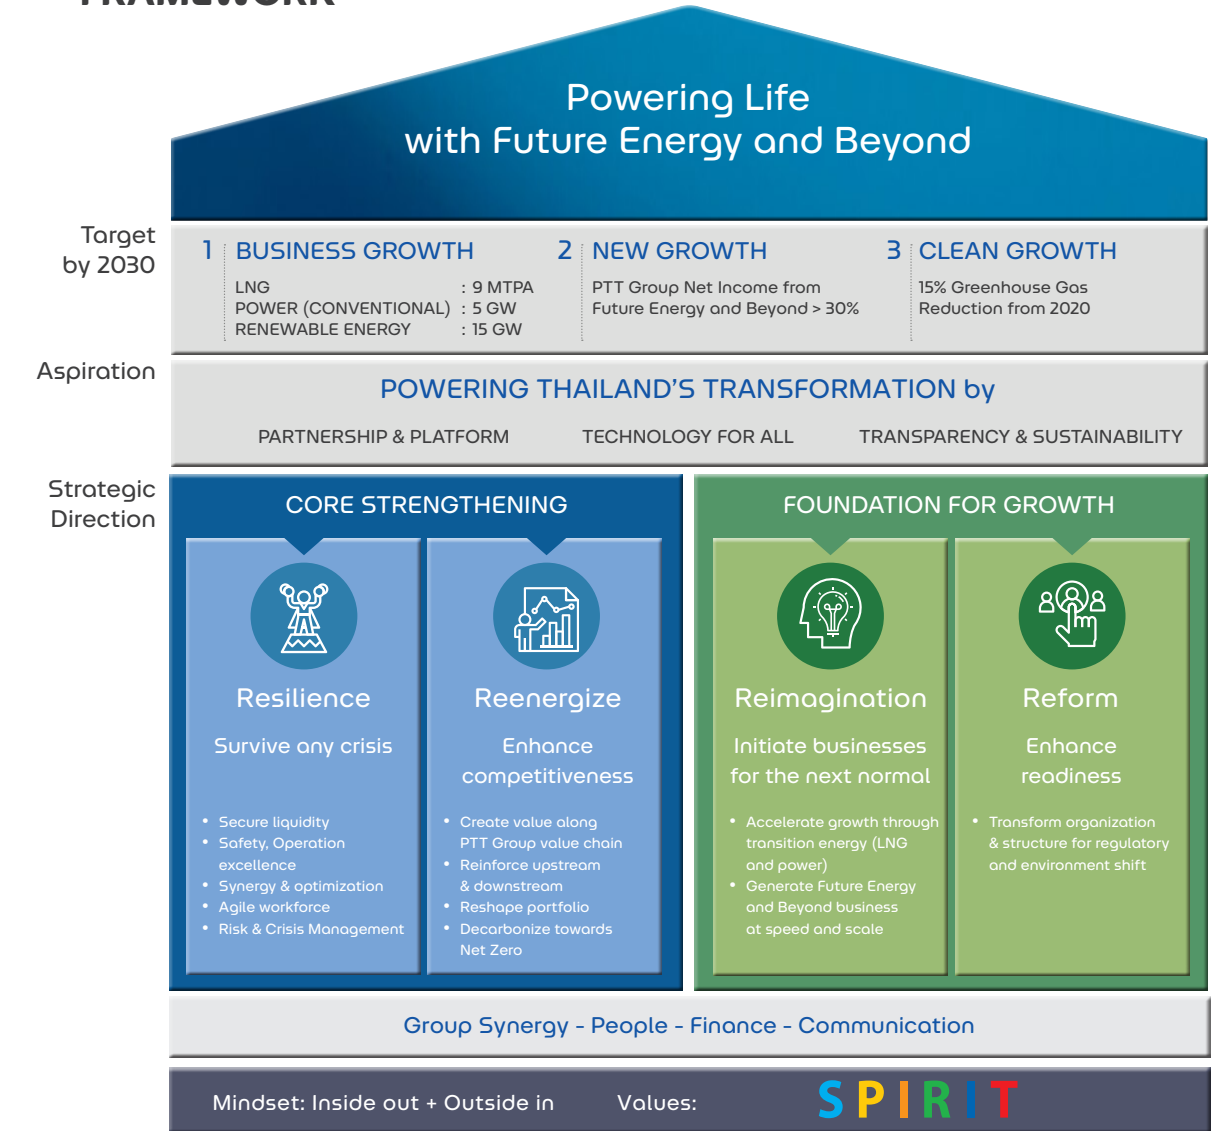 FRAMEWORK
Powering Life
with Future Energy and Beyond
Target
by 2030
1 BUSINESS GROWTH
LNG : 9 MTPA
POWER (CONVENTIONAL) : 5 GW
RENEWABLE ENERGY : 15 GW
2 NEW GROWTH
PTT Group Net Income from
Future Energy and Beyond > 30%
3 CLEAN GROWTH
15% Greenhouse Gas
Reduction from 2020
Aspiration
POWERING THAILAND'S TRANSFORMATION by
PARTNERSHIP & PLATFORM TECHNOLOGY FOR ALL TRANSPARENCY & SUSTAINABILITY
Strategic
Direction
CORE STRENGTHENING
Resilience
Survive any crisis
• Secure liquidity
• Safety, Operation
excellence
• Synergy & optimization
• Agile workforce
• Risk & Crisis Management
Reenergize
Enhance
competitiveness
• Create value along
PTT Group value chain
• Reinforce upstream
& downstream
• Reshape portfolio
• Decarbonize towards
Net Zero
FOUNDATION FOR GROWTH
Reimagination
Initiate businesses
for the next normal
• Accelerate growth through
transition energy (LNG
and power)
• Generate Future Energy
and Beyond business
at speed and scale
Reform
Enhance
readiness
• Transform organization
& structure for regulatory
and environment shift
Group Synergy - People - Finance - Communication
Mindset: Inside out + Outside in Values: SPIRIT